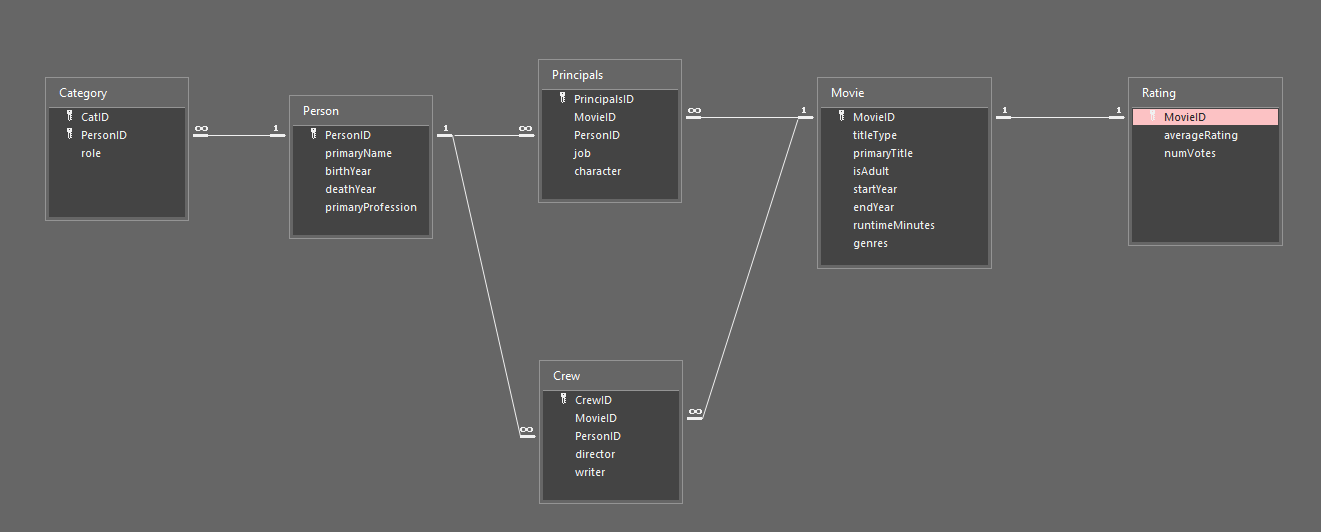 Category
CatID
PersonID
role
∞
1
Person
PersonID
primaryName
birthYear
deathYear
primaryProfession
1
∞
∞
Principals
PrincipalsID
MovieID
PersonID
job
character
∞
1
Crew
CrewID
MovieID
PersonID
director
writer
∞
Movie
MovieID
titleType
primaryTitle
isAdult
startYear
endYear
runtimeMinutes
genres
1
1
Rating
MovieID
averageRating
numVotes